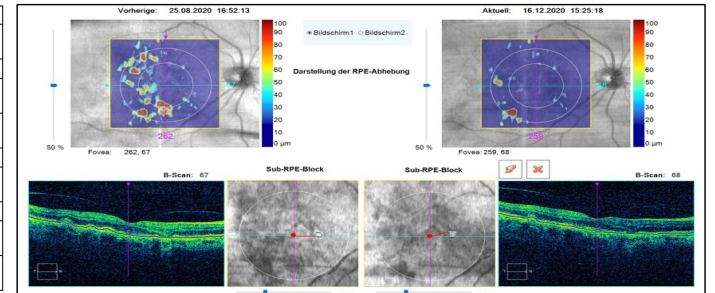 Vorherige: 25.08.2020 16:52:13
Aktuell: 16.12.2020 15:25:18
Bildschirm1 Bildschirm2
Darstellung der RPE-Abhebung
100
90
80
70
60
50
40
30
20
10
0 µm
100
90
80
70
60
50
40
30
20
10
0 µm
262
259
50 %
Fovea: 262, 67
50 %
Fovea: 259, 68
B-Scan: 67
Sub-RPE-Block
Sub-RPE-Block
B-Scan: 68